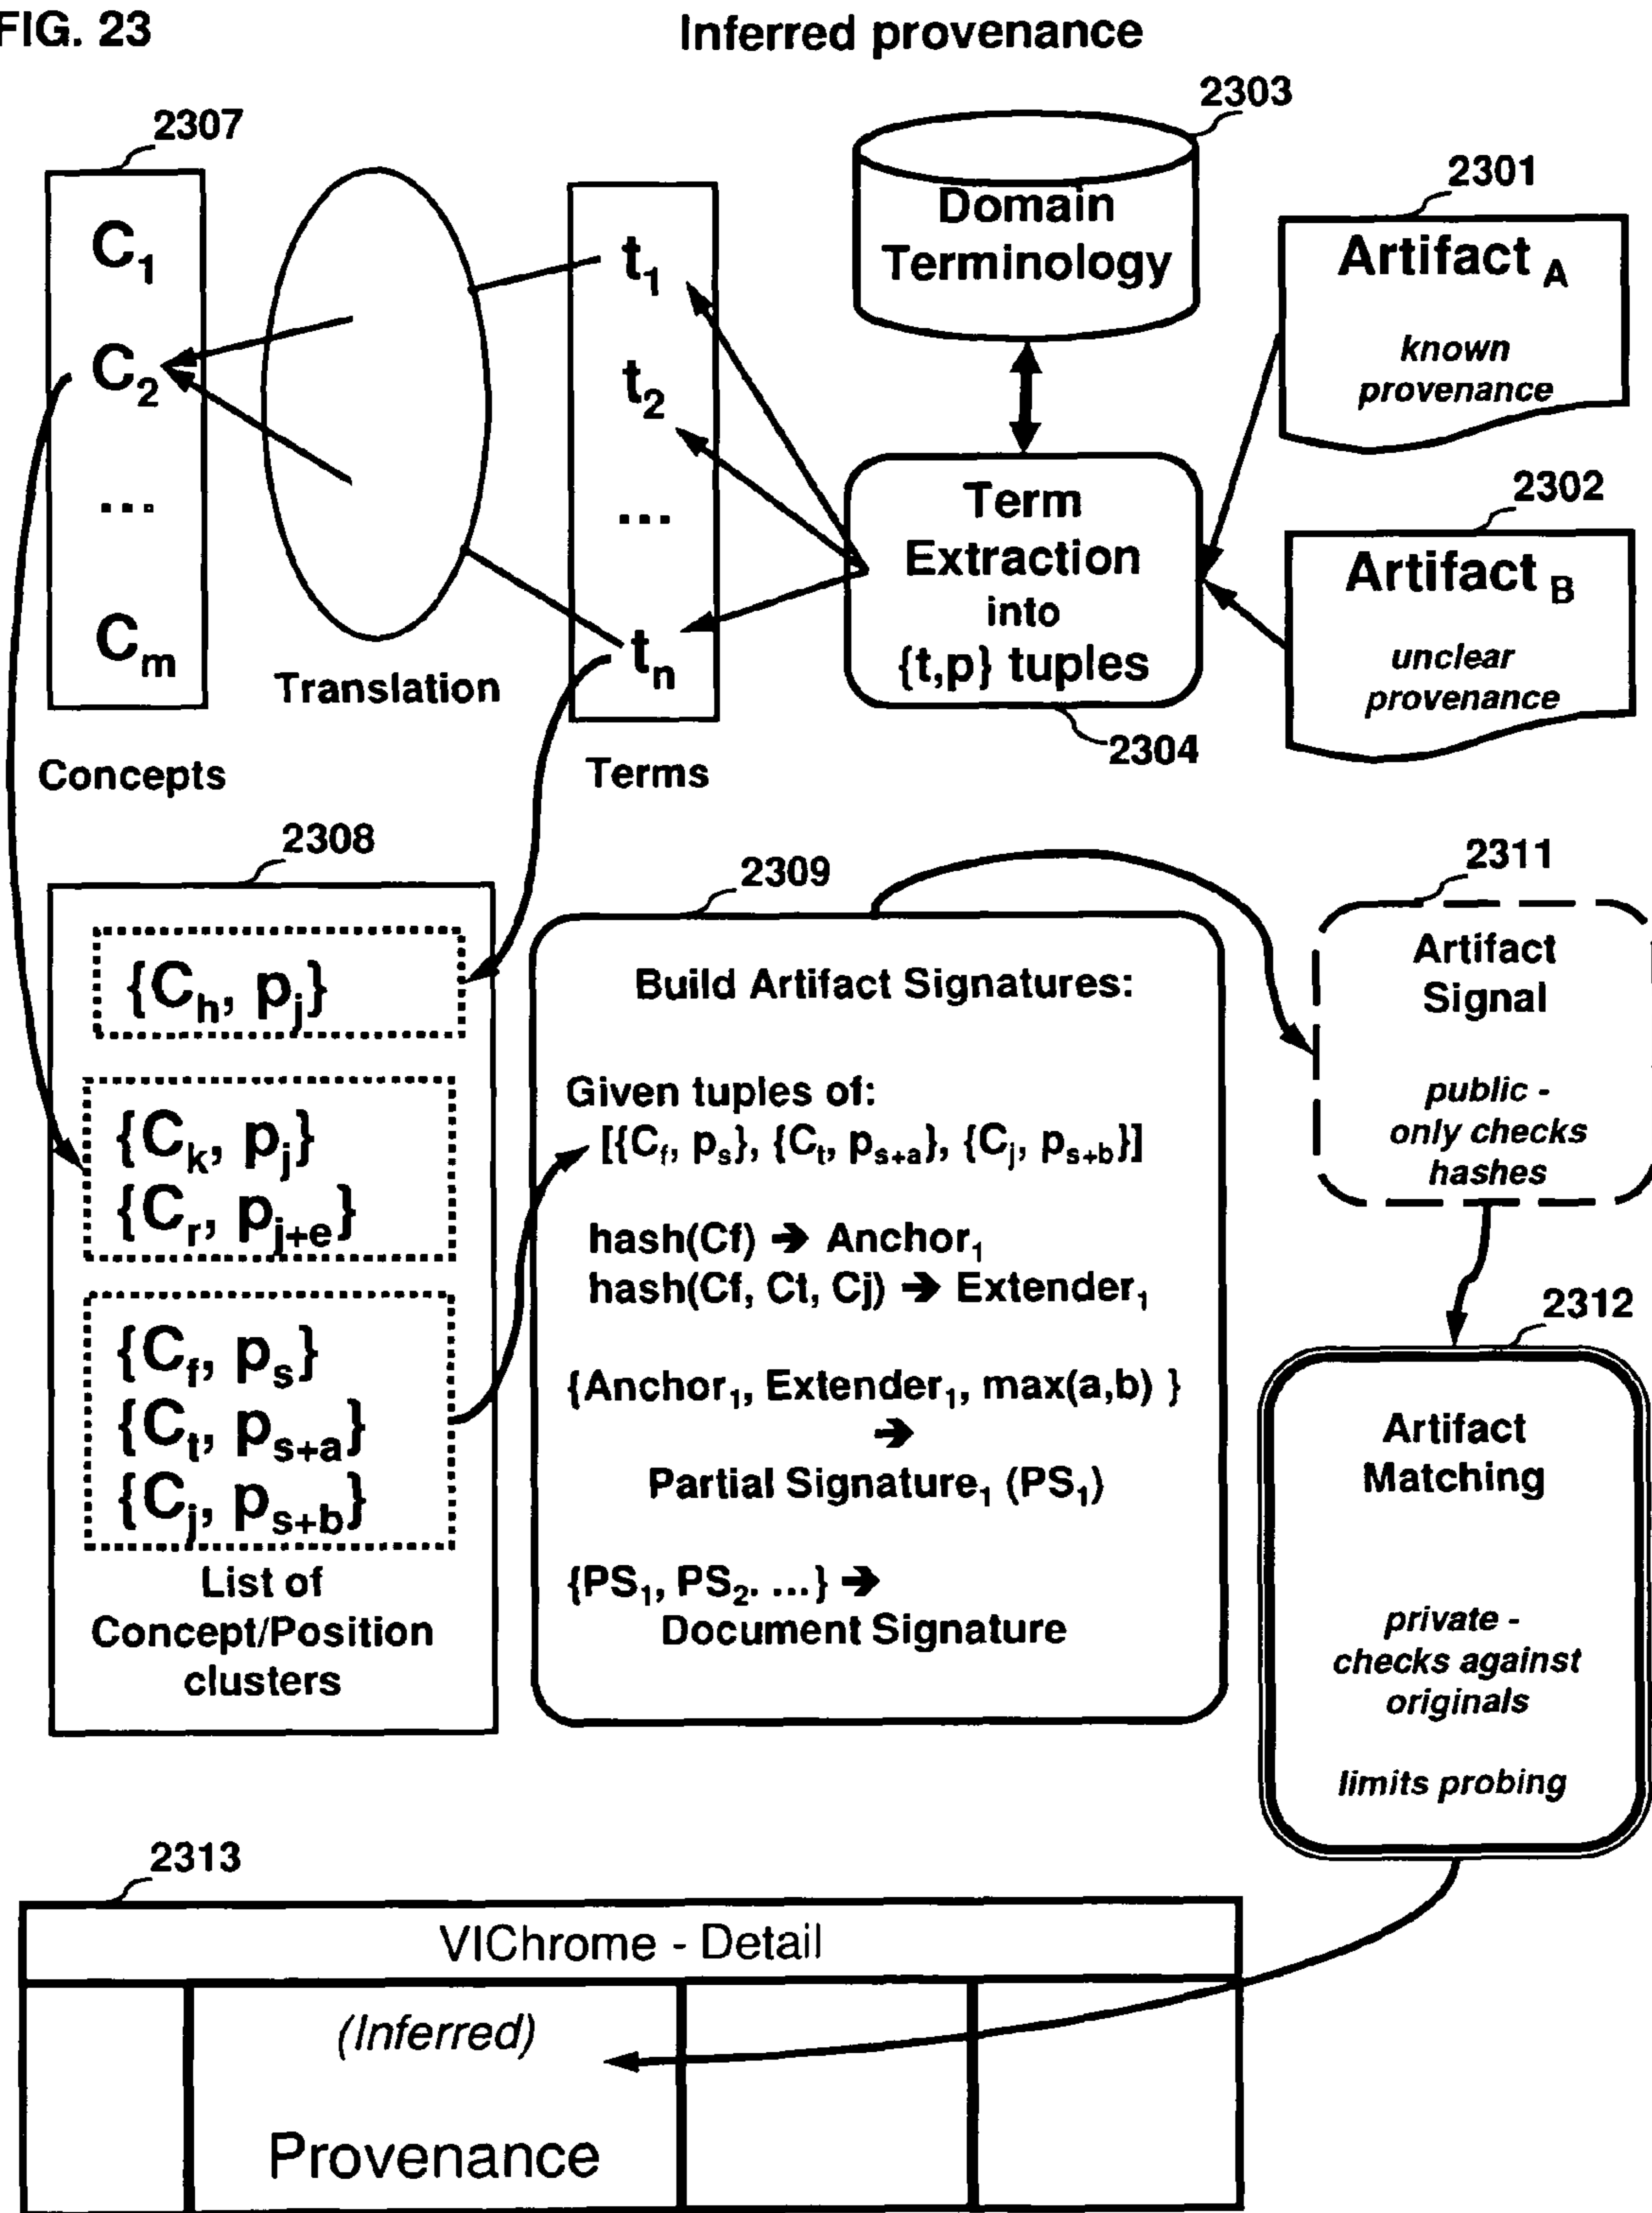 FIG. 23
Inferred provenance
2307
C₁
C₂
...
Cₘ
Concepts
Translation
t₁
t₂
...
tₙ
Terms
2303
Domain
Terminology
Term
Extraction
into
{t,p} tuples
2304
2301
Artifact A
known
provenance
2302
Artifact B
unclear
provenance
2308
{Cₕ, pⱼ}
{Cₖ, pⱼ}
{Cᵣ, pⱼ₊ₑ}
{C_f, pₛ}
{Cₜ, pₛ₊ₐ}
{Cⱼ, p_{s+b}}
List of
Concept/Position
clusters
2309
Build Artifact Signatures:
Given tuples of:
[{C_f, pₛ}, {Cₜ, pₛ₊ₐ}, {Cⱼ, p_{s+b}}]
hash(Cf) ➔ Anchor₁
hash(Cf, Ct, Cj) ➔ Extender₁
{Anchor₁, Extender₁, max(a,b) }
➔
Partial Signature₁ (PS₁)
{PS₁, PS₂. ...} ➔
Document Signature
2311
Artifact
Signal
public -
only checks
hashes
2312
Artifact
Matching
private -
checks against
originals
limits probing
2313
VIChrome - Detail
(Inferred)
Provenance